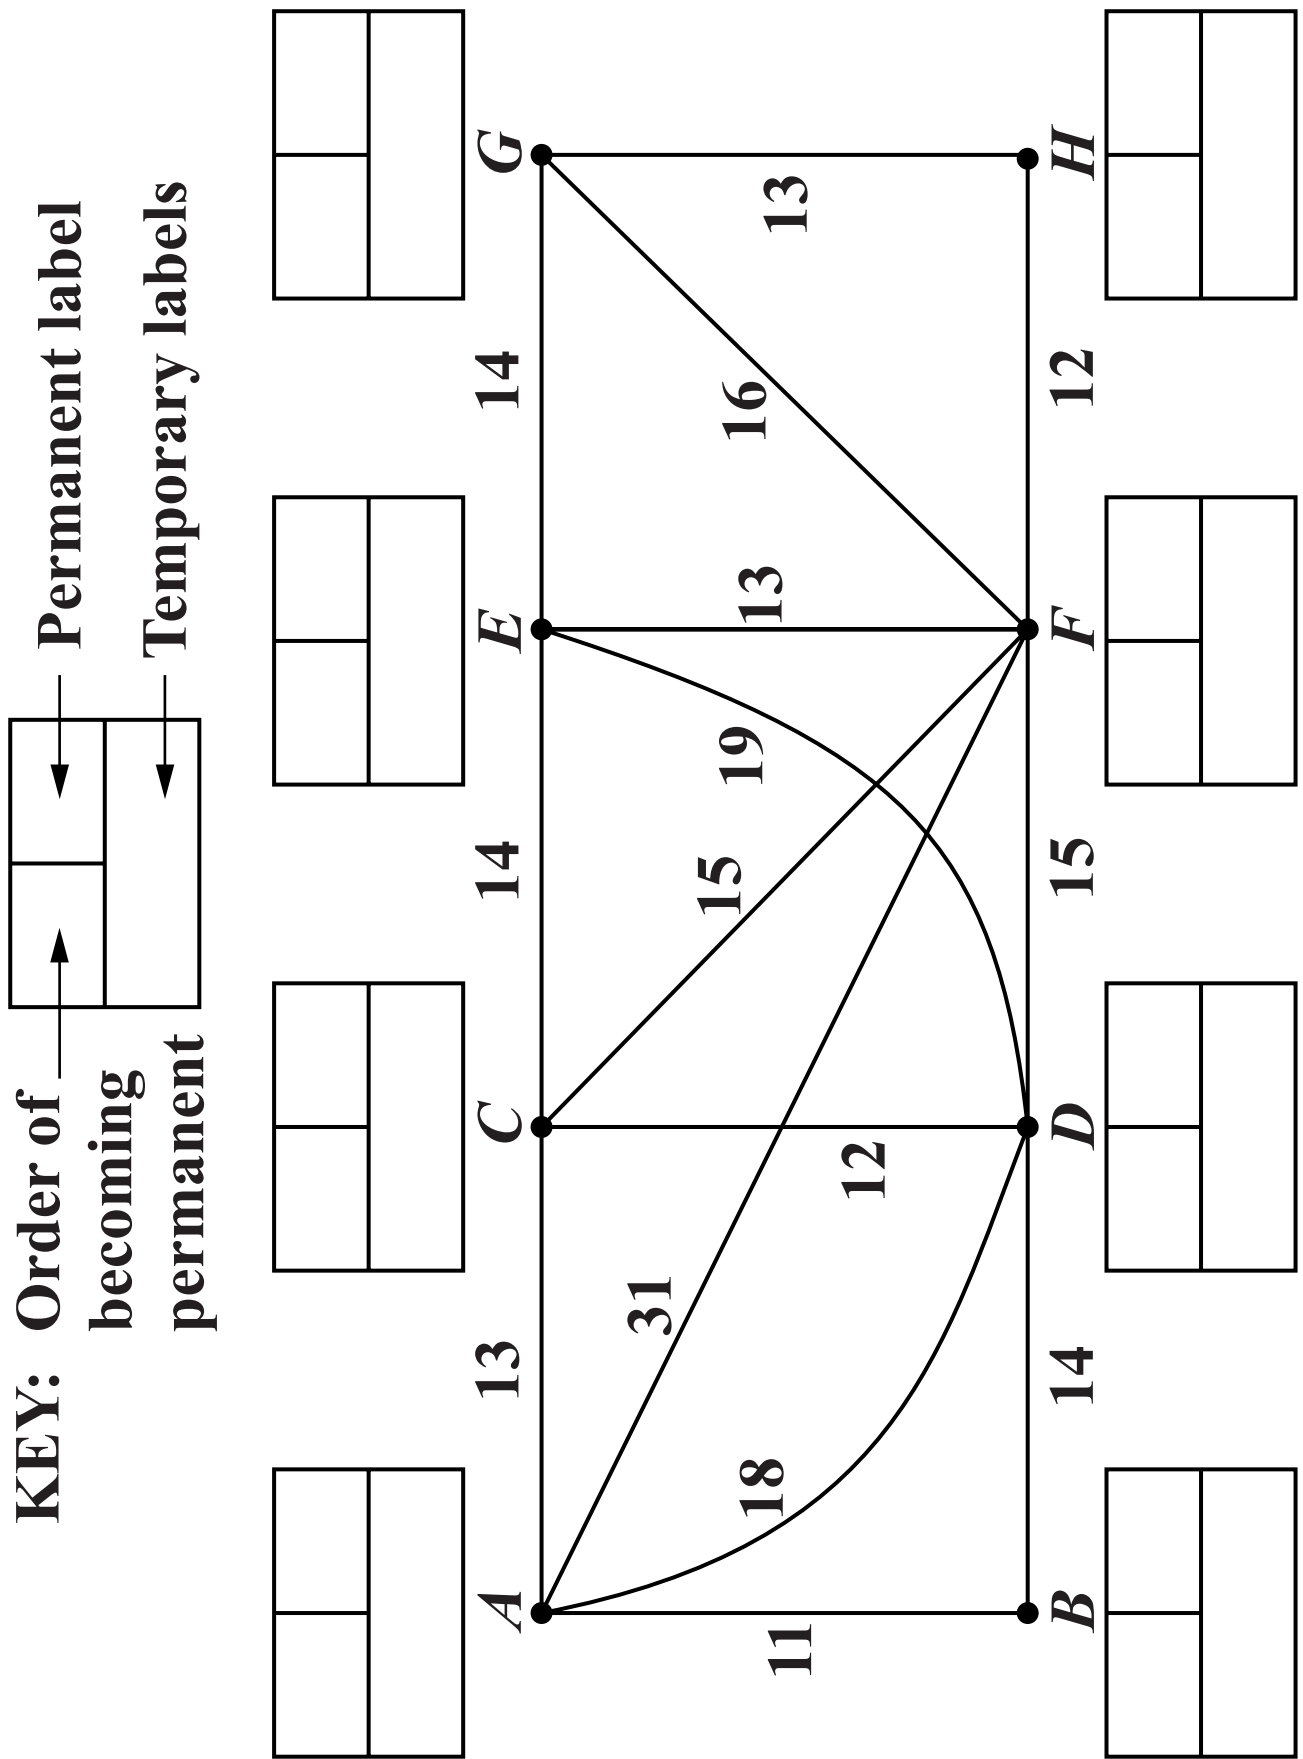 KEY: Order of
becoming
permanent
Permanent label
Temporary labels
A 13 C 14 E 14 G
31
15
19
16
18
13
13
11
12
B 14 D 15 F 12 H